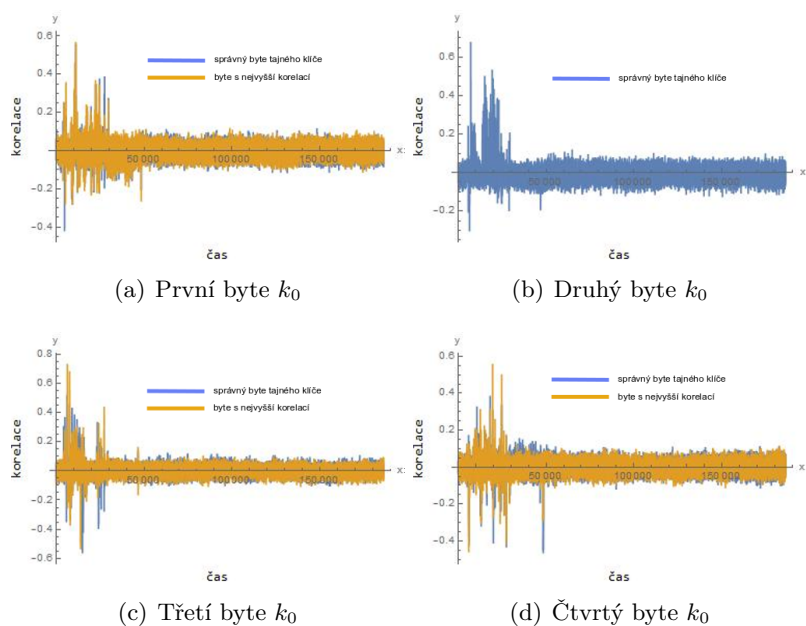 y
0.6
0.4
0.2
-0.2
-0.4
korelace
správný byte tajného klíče
byte s nejvyšší korelací
50 000
100 000
150 000
x:
čas
(a) První byte k₀
y
0.6
0.4
0.2
-0.2
korelace
správný byte tajného klíče
50 000
100 000
150 000
x
čas
(b) Druhý byte k₀
y
0.8
0.6
0.4
0.2
-0.2
-0.4
-0.6
korelace
správný byte tajného klíče
byte s nejvyšší korelací
50 000
100 000
150 000
x:
čas
(c) Třetí byte k₀
y
0.6
0.4
0.2
-0.2
-0.4
korelace
správný byte tajného klíče
byte s nejvyšší korelací
50 000
100 000
150 000
x
čas
(d) Čtvrtý byte k₀